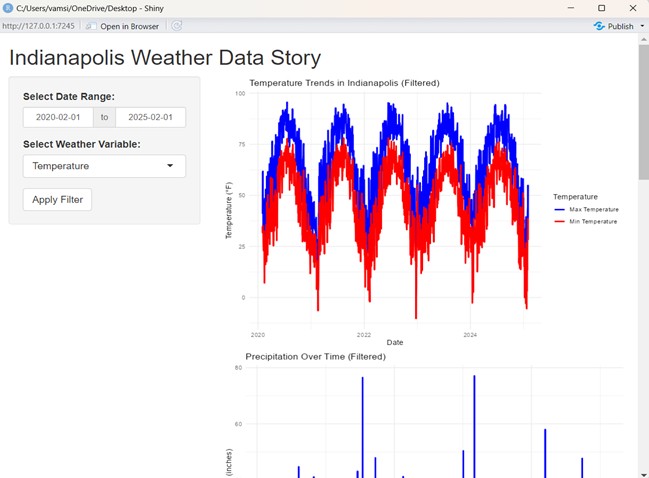 C:/Users/vamsi/OneDrive/Desktop - Shiny
http://127.0.0.1:7245
Open in Browser
Publish
Indianapolis Weather Data Story
Select Date Range:
2020-02-01 to 2025-02-01
Select Weather Variable:
Temperature
Apply Filter
Temperature Trends in Indianapolis (Filtered)
100
75
50
25
0
Temperature (°F)
2020 2022 2024
Date
Temperature
Max Temperature
Min Temperature
Precipitation Over Time (Filtered)
(inches)